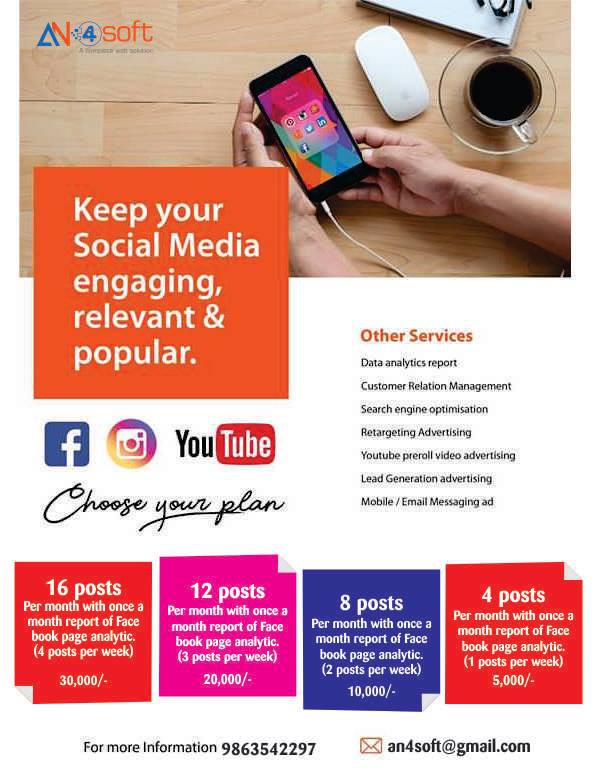 AN4soft
A complete web solution
Keep your
Social Media
engaging,
relevant &
popular.
Other Services
Data analytics report
Customer Relation Management
Search engine optimisation
Retargeting Advertising
Youtube preroll video advertising
Lead Generation advertising
Mobile / Email Messaging ad
YouTube
Choose your plan
16 posts
Per month with once a
month report of Face
book page analytic.
(4 posts per week)
30,000/-
12 posts
Per month with once a
month report of Face
book page analytic.
(3 posts per week)
20,000/-
8 posts
Per month with once a
month report of Face
book page analytic.
(2 posts per week)
10,000/-
4 posts
Per month with once a
month report of Face
book page analytic.
(1 posts per week)
5,000/-
For more Information 9863542297
an4soft@gmail.com